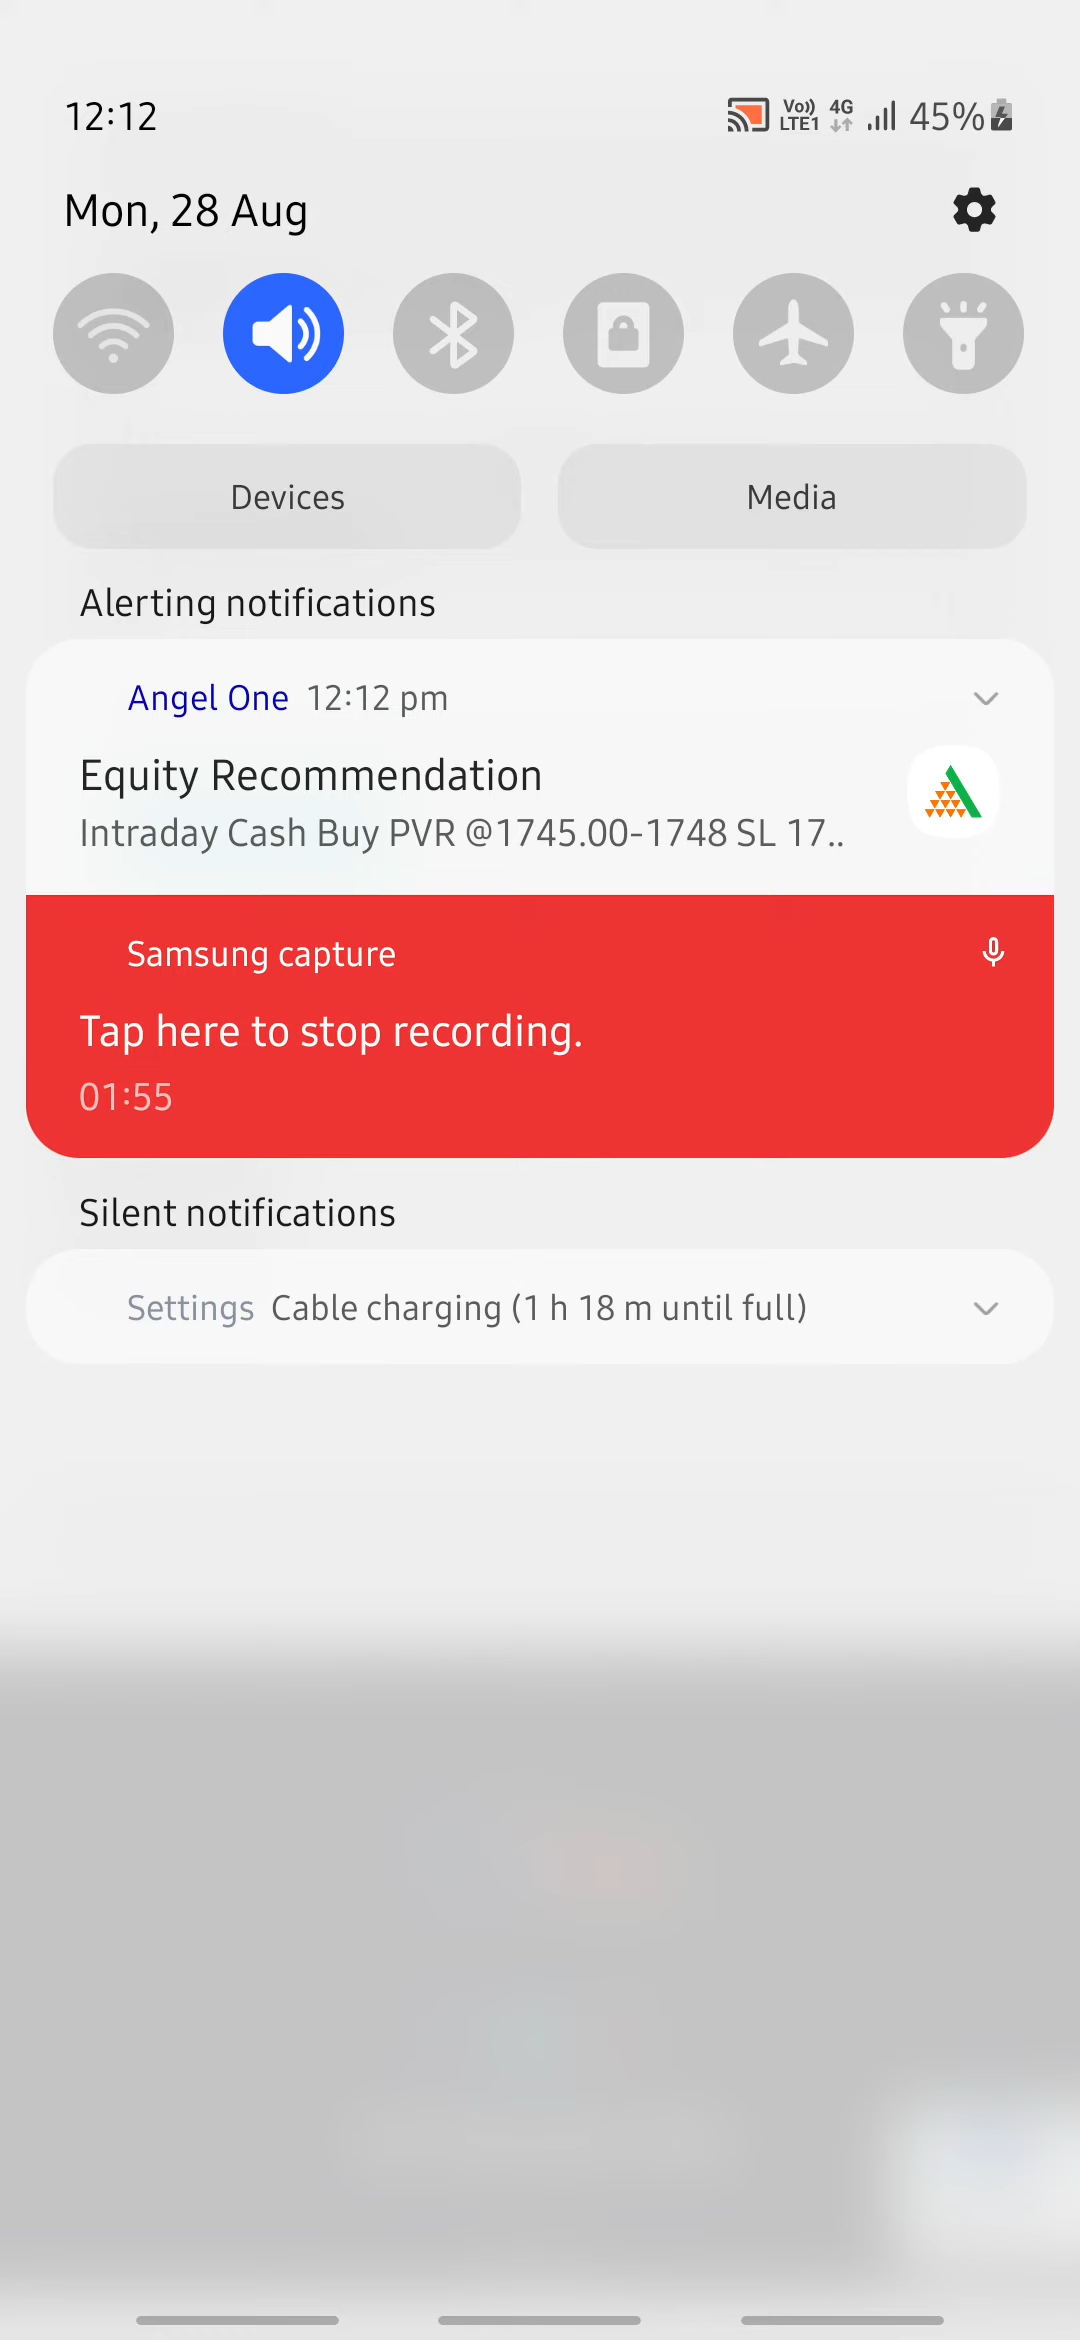 12:12
Vo)) LTE1 4G 45%
Mon, 28 Aug
Devices
Media
Alerting notifications
Angel One 12:12 pm
Equity Recommendation
Intraday Cash Buy PVR @1745.00-1748 SL 17..
Samsung capture
Tap here to stop recording.
01:55
Silent notifications
Settings Cable charging (1 h 18 m until full)